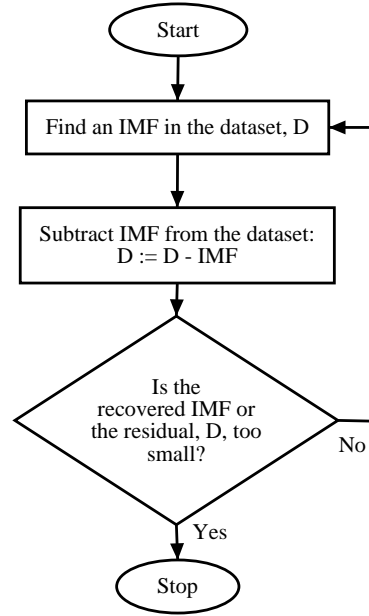 Start
Find an IMF in the dataset, D
Subtract IMF from the dataset:
D := D - IMF
Is the
recovered IMF or
the residual, D, too
small?
No
Yes
Stop